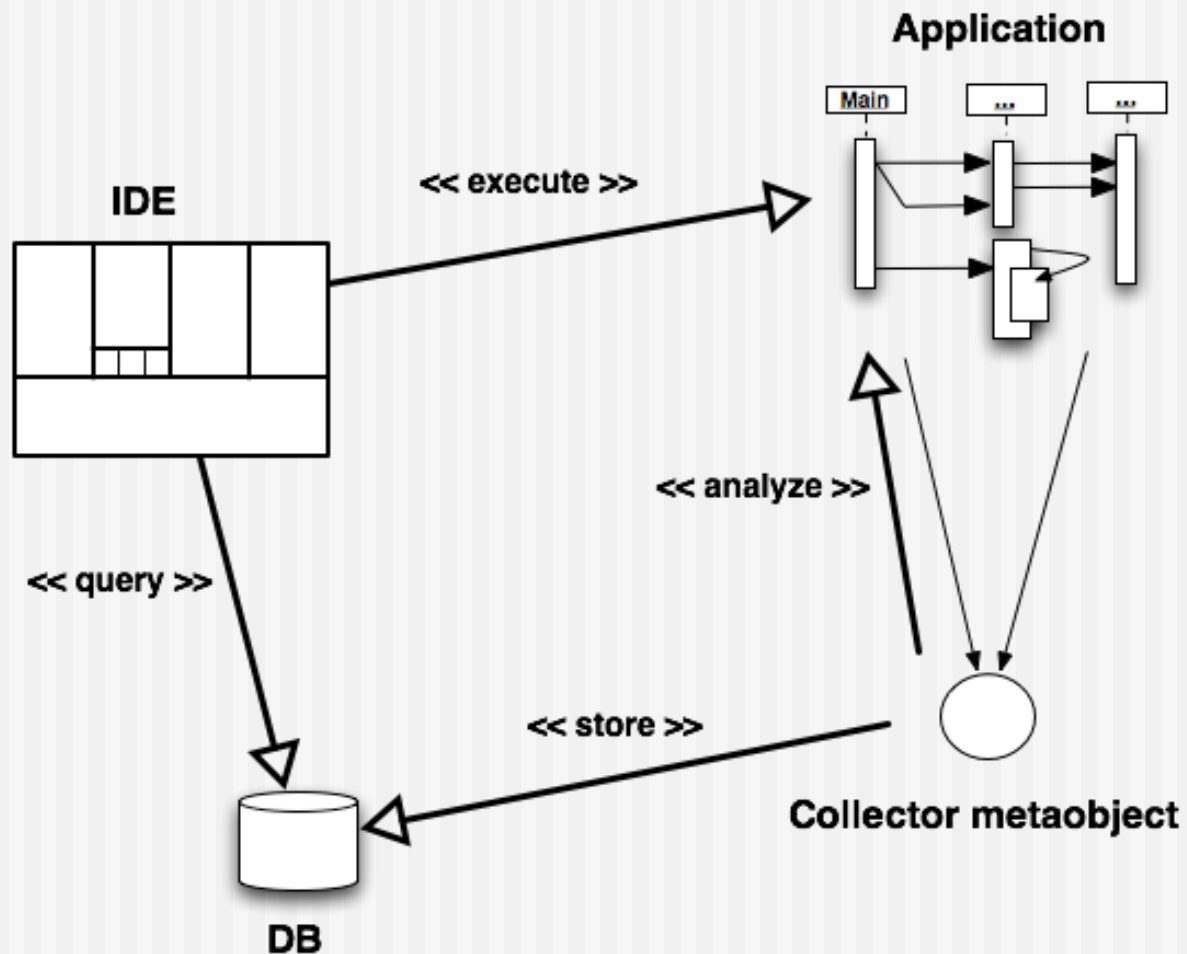 Application
Main
,,,
,,,
<< execute >>
IDE
<< analyze >>
<< query >>
<< store >>
Collector metaobject
DB